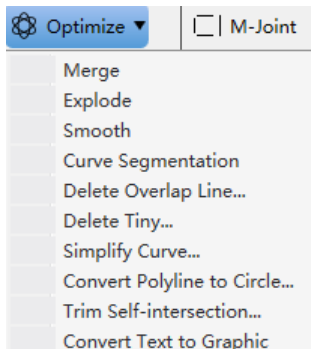 Optimize M-Joint
Merge
Explode
Smooth
Curve Segmentation
Delete Overlap Line...
Delete Tiny...
Simplify Curve...
Convert Polyline to Circle...
Trim Self-intersection...
Convert Text to Graphic